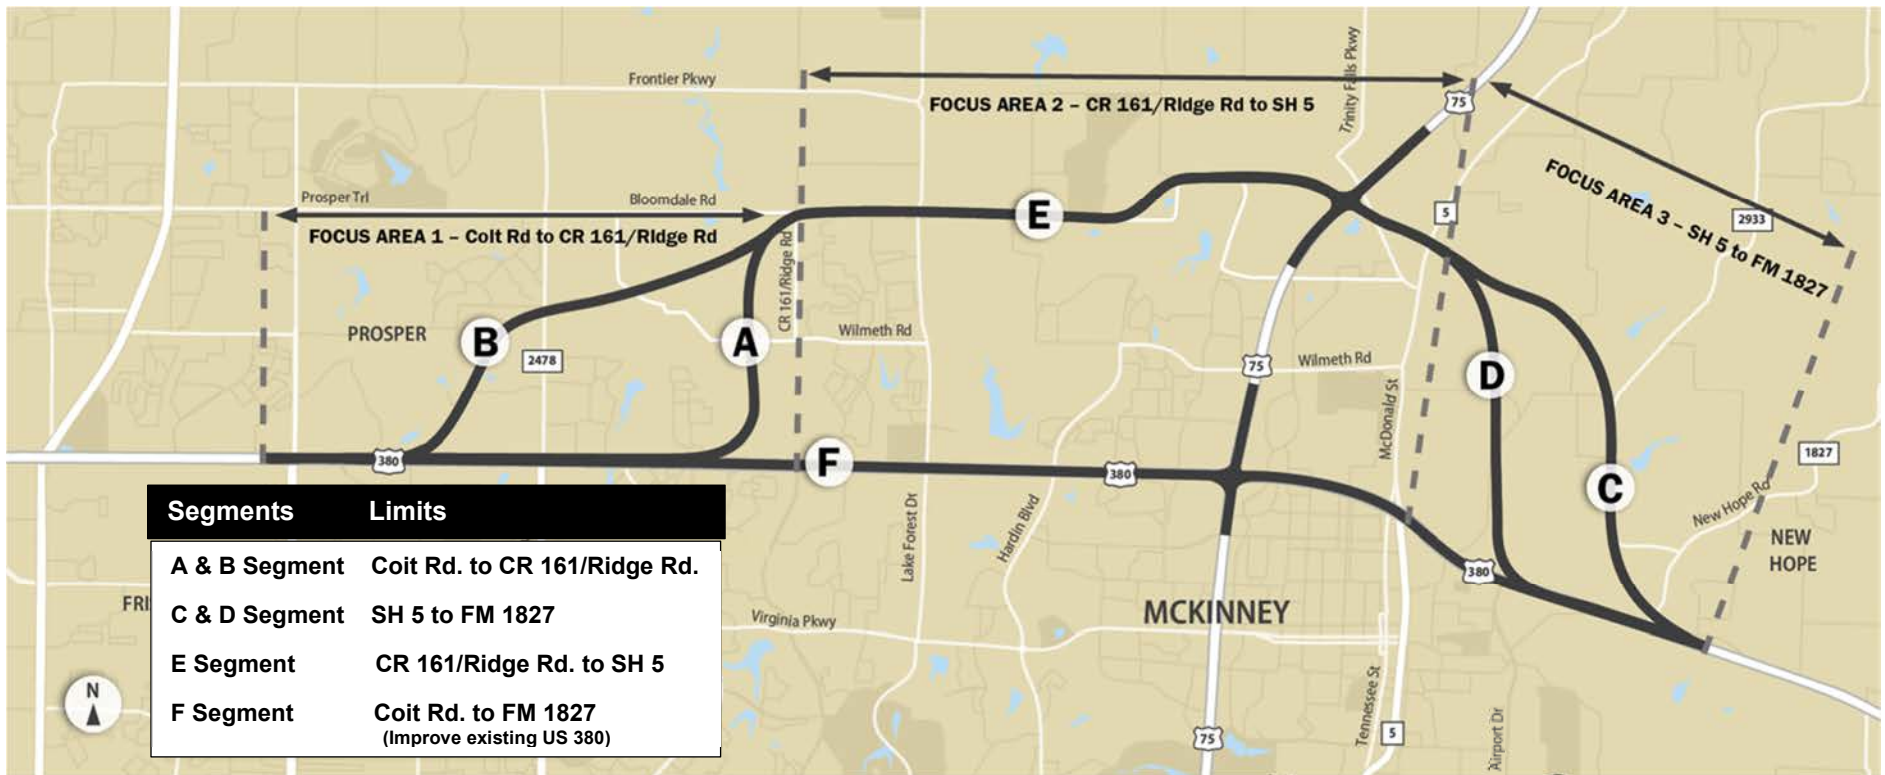 Frontier Pkwy
FOCUS AREA 2 – CR 161/Ridge Rd to SH 5
Trinity Falls Pkwy
75
FOCUS AREA 3 – SH 5 to FM 1827
Prosper Trl
Bloomdale Rd
FOCUS AREA 1 – Coit Rd to CR 161/Ridge Rd
E
5
2933
CR 161/Ridge Rd
PROSPER
B
2478
A
Wilmeth Rd
75
Wilmeth Rd
D
McDonald St
380
F
380
C
1827
New Hope Rd
NEW
HOPE
Lake Forest Dr
Hardin Blvd
380
FRI
Virginia Pkwy
MCKINNEY
Tennessee St
5
Airport Dr
75
N
Segments Limits
A & B Segment Coit Rd. to CR 161/Ridge Rd.
C & D Segment SH 5 to FM 1827
E Segment CR 161/Ridge Rd. to SH 5
F Segment Coit Rd. to FM 1827
(Improve existing US 380)